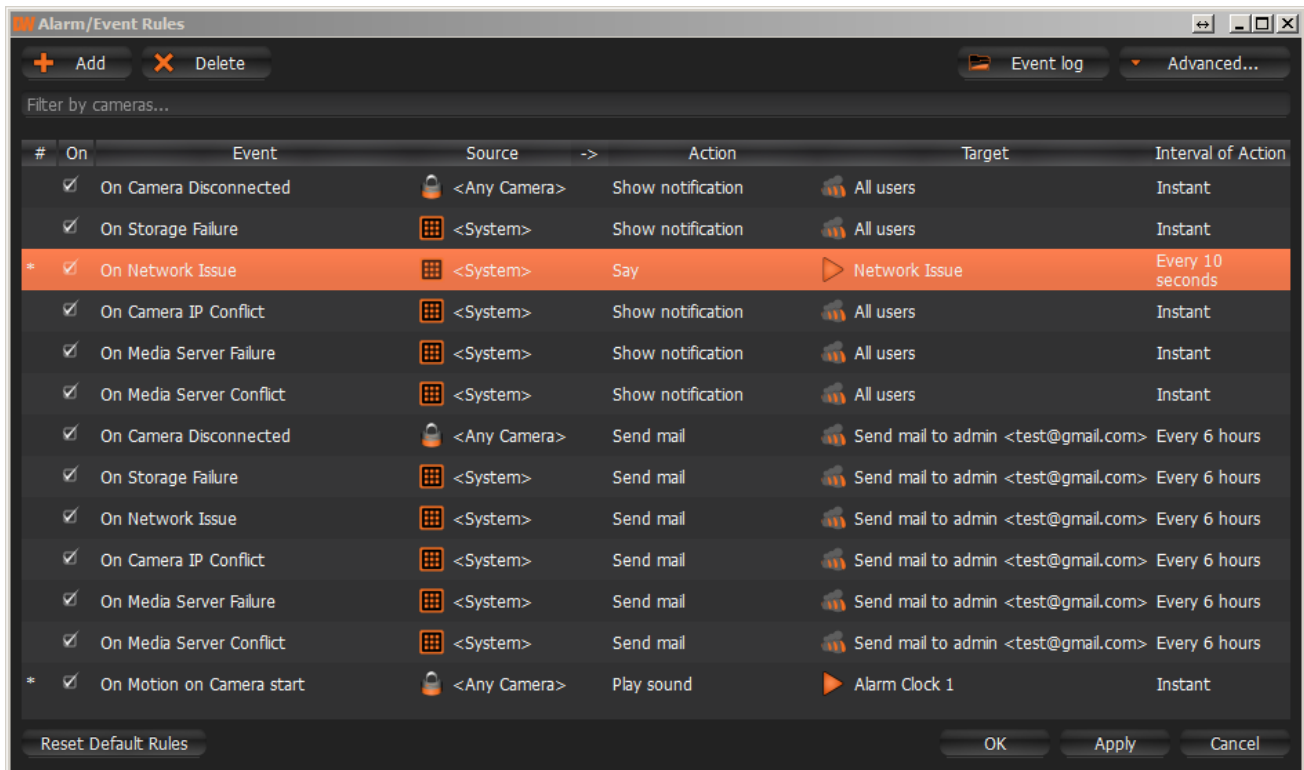 DW Alarm/Event Rules
Add Delete Event log Advanced...
Filter by cameras...
# On Event Source -> Action Target Interval of Action
On Camera Disconnected <Any Camera> Show notification All users Instant
On Storage Failure <System> Show notification All users Instant
* On Network Issue <System> Say Network Issue Every 10
seconds
On Camera IP Conflict <System> Show notification All users Instant
On Media Server Failure <System> Show notification All users Instant
On Media Server Conflict <System> Show notification All users Instant
On Camera Disconnected <Any Camera> Send mail Send mail to admin <test@gmail.com> Every 6 hours
On Storage Failure <System> Send mail Send mail to admin <test@gmail.com> Every 6 hours
On Network Issue <System> Send mail Send mail to admin <test@gmail.com> Every 6 hours
On Camera IP Conflict <System> Send mail Send mail to admin <test@gmail.com> Every 6 hours
On Media Server Failure <System> Send mail Send mail to admin <test@gmail.com> Every 6 hours
On Media Server Conflict <System> Send mail Send mail to admin <test@gmail.com> Every 6 hours
* On Motion on Camera start <Any Camera> Play sound Alarm Clock 1 Instant
Reset Default Rules OK Apply Cancel